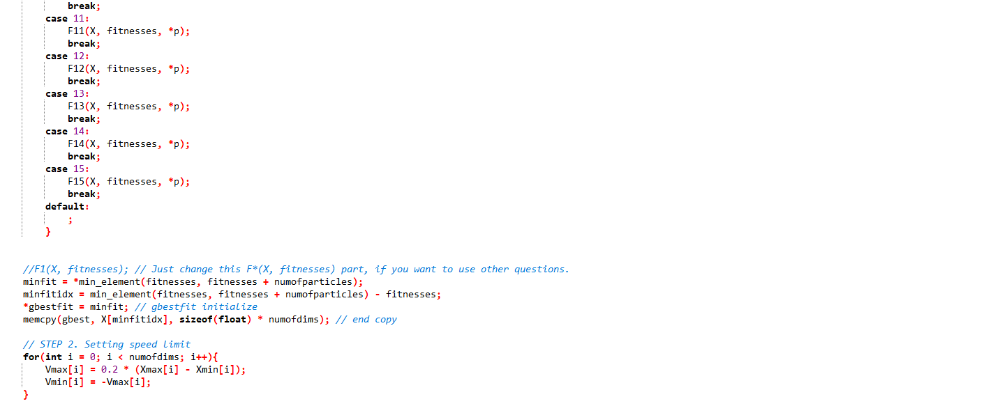 break;
case 11:
F11(X, fitnesses, *p);
break;
case 12:
F12(X, fitnesses, *p);
break;
case 13:
F13(X, fitnesses, *p);
break;
case 14:
F14(X, fitnesses, *p);
break;
case 15:
F15(X, fitnesses, *p);
break;
default:
;
}
//F1(X, fitnesses); // Just change this F*(X, fitnesses) part, if you want to use other questions.
minfit = *min_element(fitnesses, fitnesses + numofparticles);
minfitidx = min_element(fitnesses, fitnesses + numofparticles) - fitnesses;
*gbestfit = minfit; // gbestfit initialize
memcpy(gbest, X[minfitidx], sizeof(float) * numofdims); // end copy
// STEP 2. Setting speed limit
for(int i = 0; i < numofdims; i++){
Vmax[i] = 0.2 * (Xmax[i] - Xmin[i]);
Vmin[i] = -Vmax[i];
}